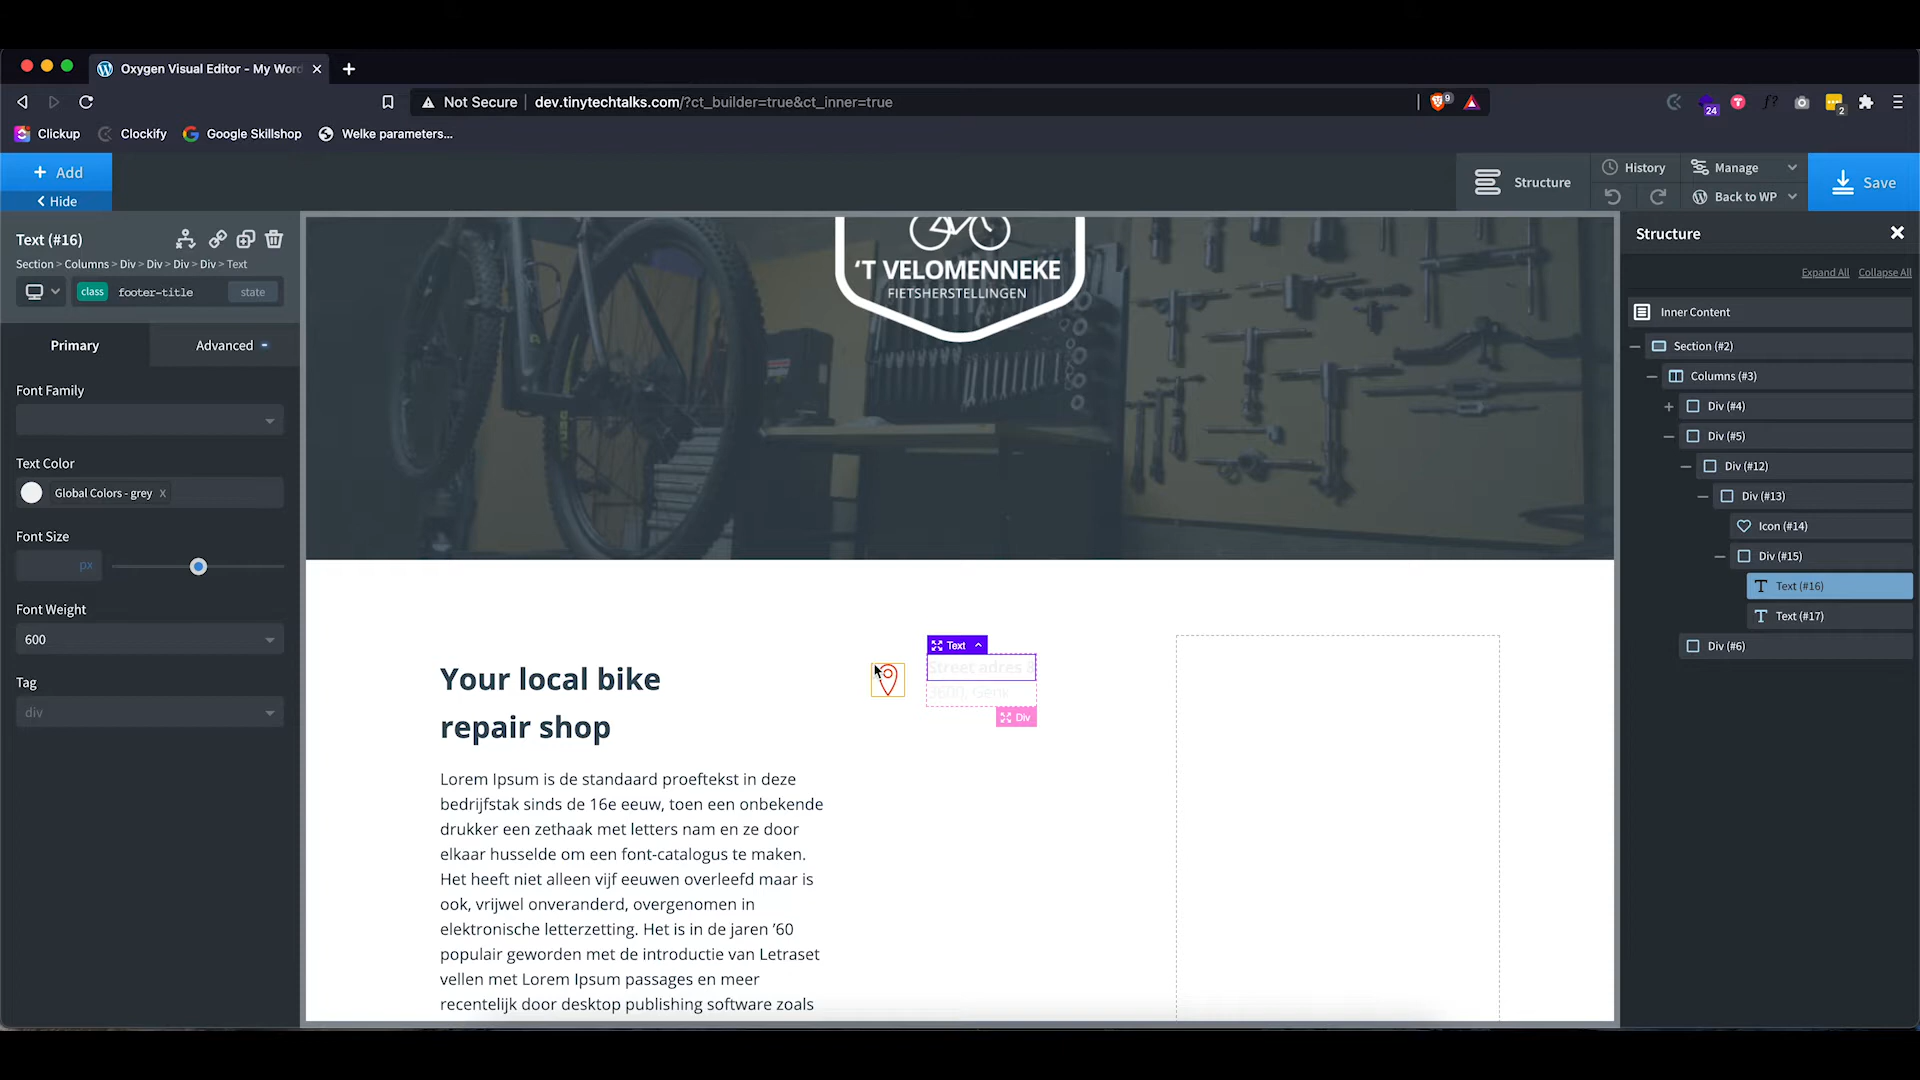 Oxygen Visual Editor - My Word
Not Secure
dev.tinytechtalks.com/?ct_builder=true&ct_inner=true
9
24
f?
2
Clickup
Clockify
Google Skillshop
Welke parameters...
+ Add
Hide
Structure
History
Manage
Back to WP
Save
Text (#16)
Section > Columns > Div > Div > Div > Div > Text
class
footer-title
state
Primary
Advanced
Font Family
Text Color
Global Colors - grey x
Font Size
px
Font Weight
600
Tag
div
'T VELOMENNEKE
FIETSHERSTELLINGEN
Your local bike
repair shop
Lorem Ipsum is de standaard proeftekst in deze
bedrijfstak sinds de 16e eeuw, toen een onbekende
drukker een zethaak met letters nam en ze door
elkaar husselde om een font-catalogus te maken.
Het heeft niet alleen vijf eeuwen overleefd maar is
ook, vrijwel onveranderd, overgenomen in
elektronische letterzetting. Het is in de jaren '60
populair geworden met de introductie van Letraset
vellen met Lorem Ipsum passages en meer
recentelijk door desktop publishing software zoals
Text
Street adres 8
3600, Genk
Div
Structure
Expand All
Collapse All
Inner Content
Section (#2)
Columns (#3)
Div (#4)
Div (#5)
Div (#12)
Div (#13)
Icon (#14)
Div (#15)
Text (#16)
Text (#17)
Div (#6)